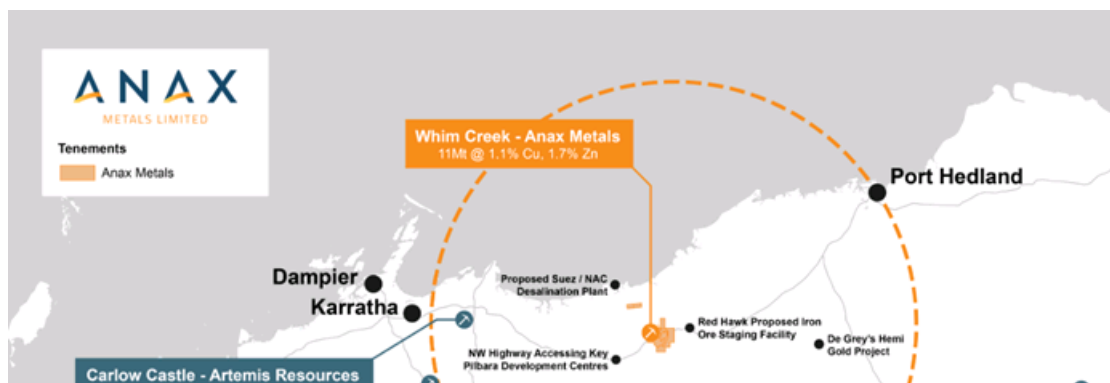 ANAX
METALS LIMITED
Tenements
Anax Metals
Whim Creek - Anax Metals
11Mt @ 1.1% Cu, 1.7% Zn
Port Hedland
Dampier
Karratha
Proposed Suez / NAC
Desalination Plant
Red Hawk Proposed Iron
Ore Staging Facility
De Grey's Hemi
Gold Project
NW Highway Accessing Key
Pilbara Development Centres
Carlow Castle - Artemis Resources